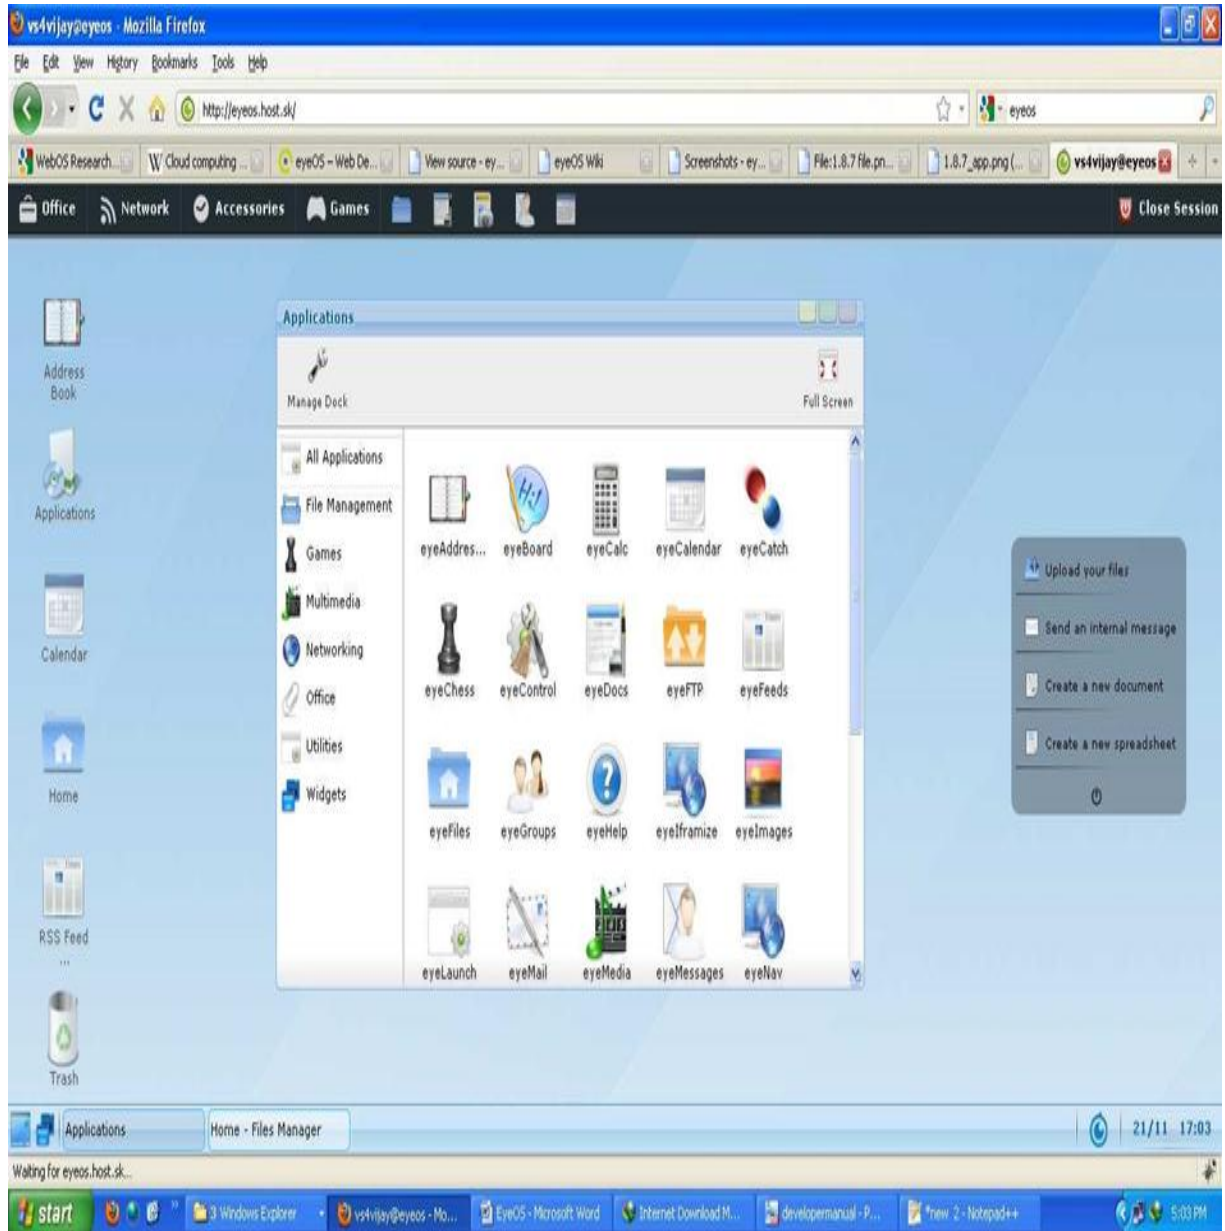 vs4vijay@eyeos - Mozilla Firefox
File Edit View History Bookmarks Tools Help
http://eyeos.host.sk/
eyeos
WebOS Research...
Cloud computing ...
eyeOS – Web De...
View source - ey...
eyeOS Wiki
Screenshots - ey...
File:1.8.7 file.pn...
1.8.7_app.png (...
vs4vijay@eyeos
Office
Network
Accessories
Games
Close Session
Address
Book
Applications
Calendar
Home
RSS Feed
...
Trash
Applications
Manage Dock
Full Screen
All Applications
File Management
Games
Multimedia
Networking
Office
Utilities
Widgets
eyeAddres... eyeBoard eyeCalc eyeCalendar eyeCatch
Hi!
eyeChess eyeControl eyeDocs eyeFTP eyeFeeds
eyeFiles eyeGroups eyeHelp eyeIframize eyeImages
eyeLaunch eyeMail eyeMedia eyeMessages eyeNav
Upload your files
Send an internal message
Create a new document
Create a new spreadsheet
Applications
Home - Files Manager
21/11 17:03
Waiting for eyeos.host.sk...
start
3 Windows Explorer
vs4vijay@eyeos - Mo...
EyeOS - Microsoft Word
Internet Download M...
developermanual - P...
*new 2 - Notepad++
5:03 PM